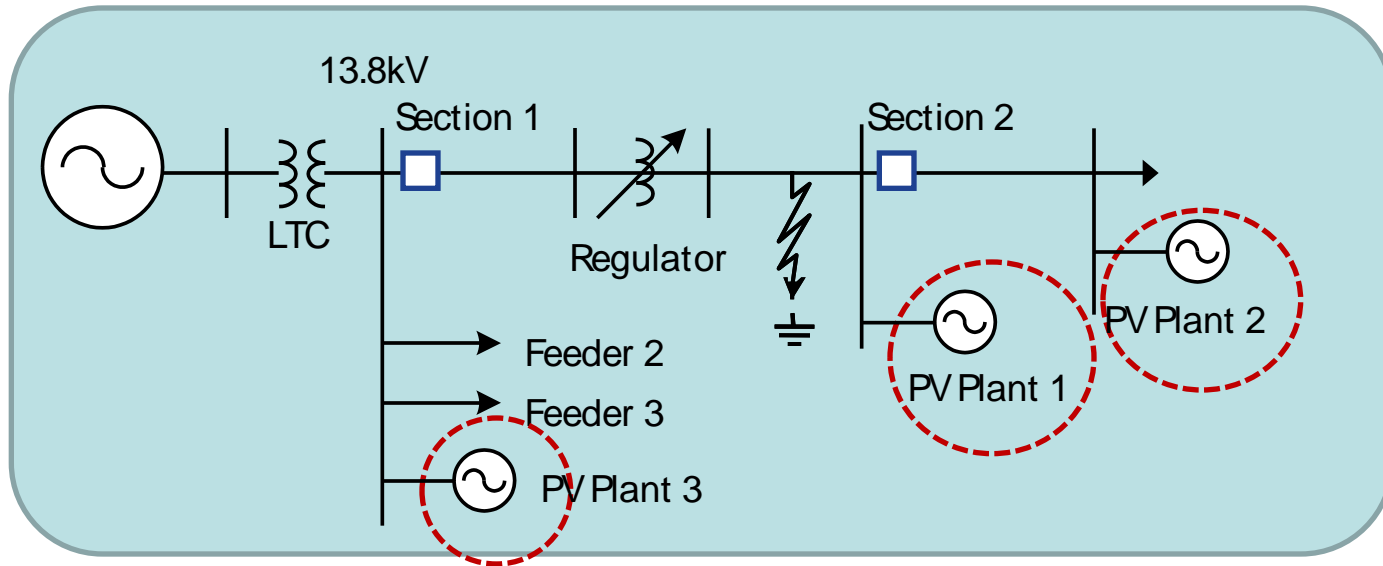 13.8kV
Section 1
Section 2
LTC
Regulator
PV Plant 2
Feeder 2
PV Plant 1
Feeder 3
PV Plant 3